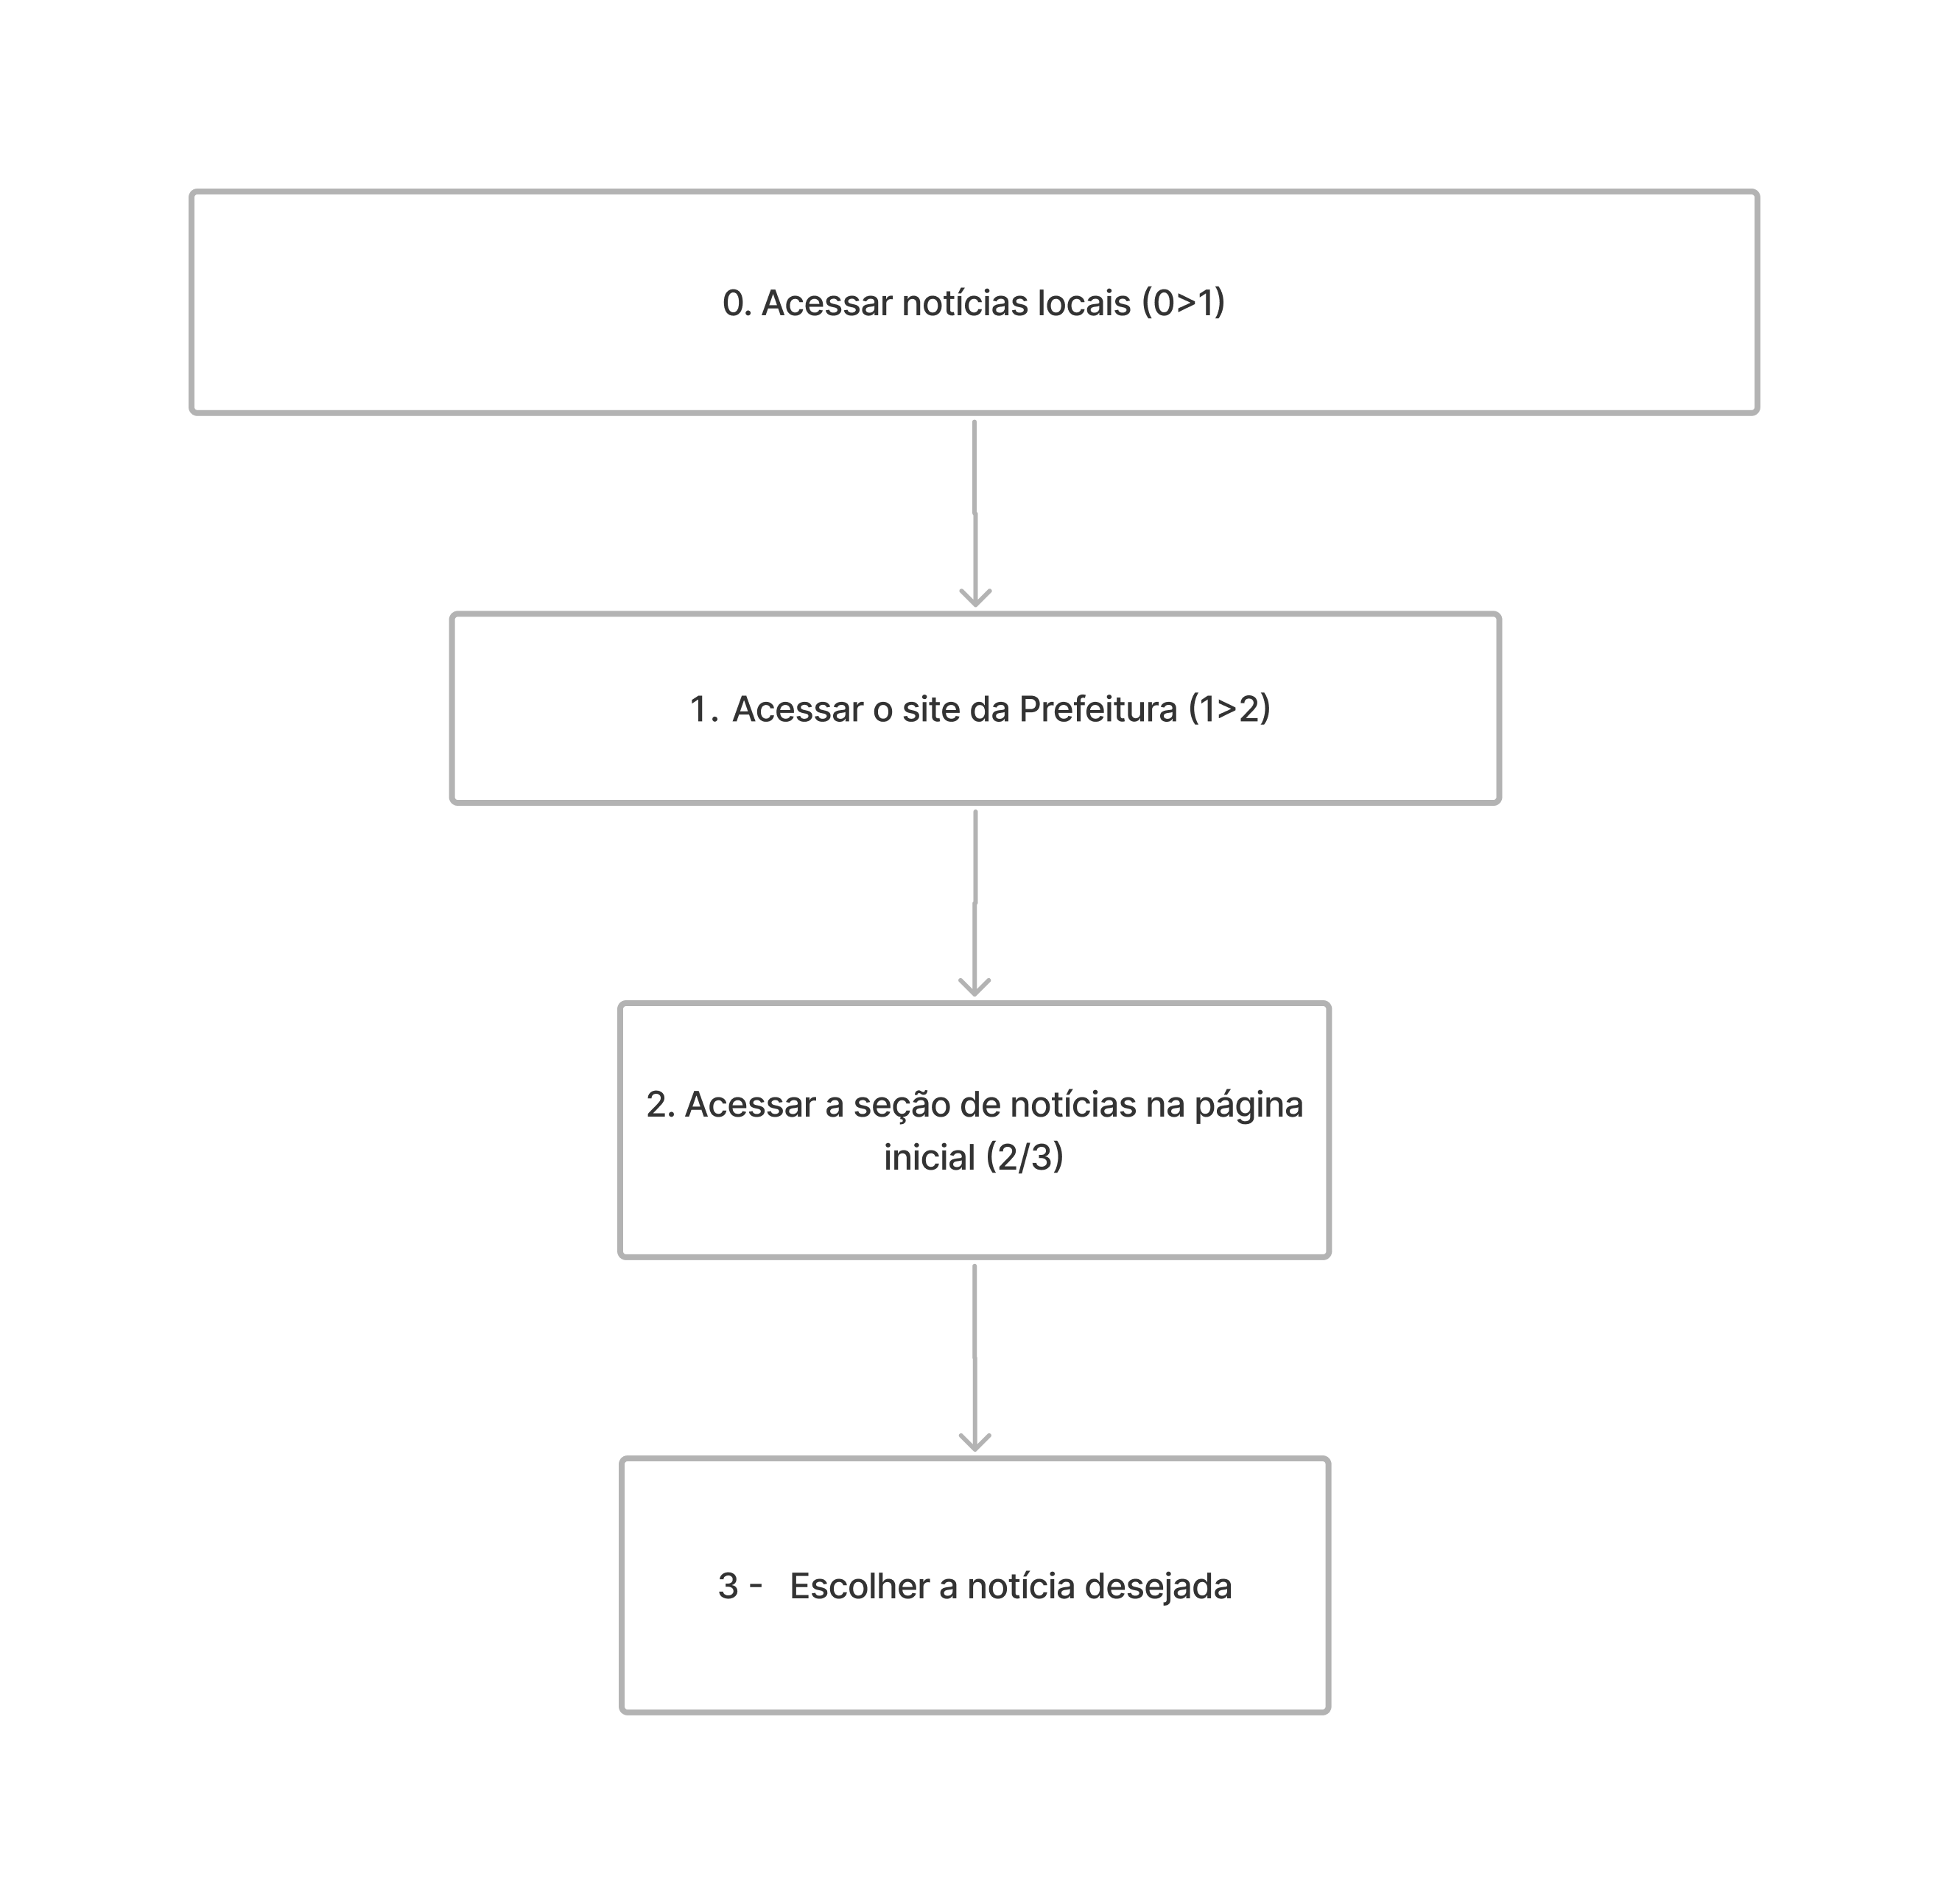 0. Acessar notícias locais (0>1)
1. Acessar o site da Prefeitura (1>2)
2. Acessar a seção de notícias na página
inicial (2/3)
3 - Escolher a notícia desejada